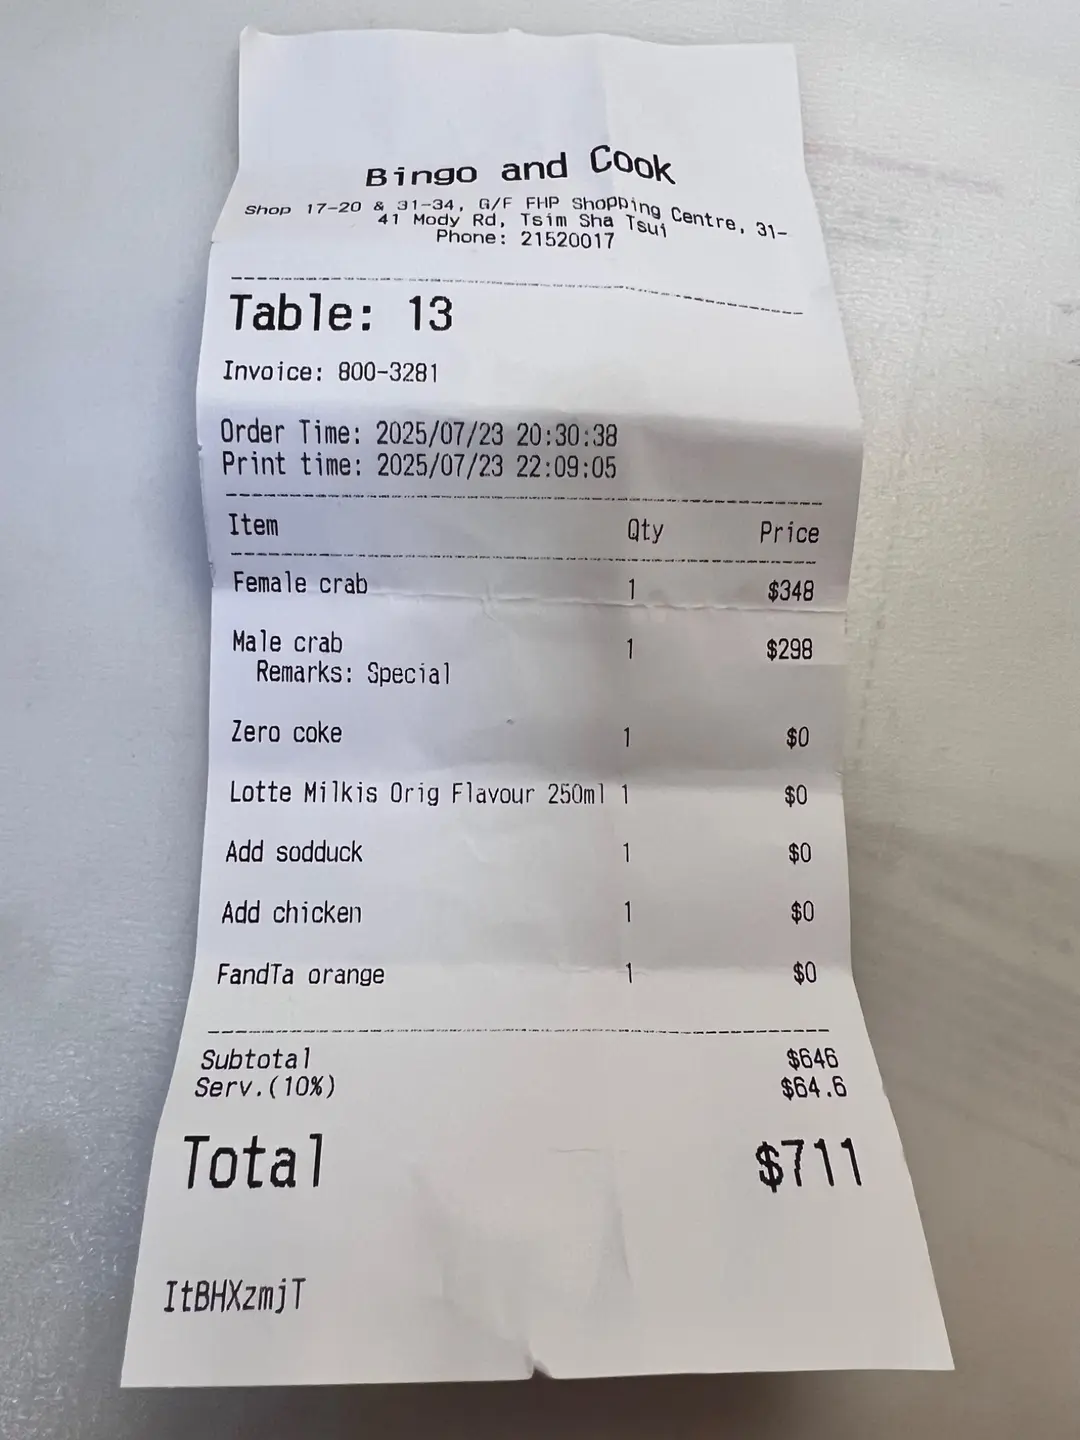 Bingo and Cook
Shop 17-20 & 31-34, G/F FHP Shopping Centre, 31-
41 Mody Rd, Tsim Sha Tsui
Phone: 21520017
Table: 13
Invoice: 800-3281
Order Time: 2025/07/23 20:30:38
Print time: 2025/07/23 22:09:05
Item Qty Price
Female crab 1 $348
Male crab 1 $298
Remarks: Special
Zero coke 1 $0
Lotte Milkis Orig Flavour 250ml 1 $0
Add sodduck 1 $0
Add chicken 1 $0
FandTa orange 1 $0
Subtotal $646
Serv.(10%) $64.6
Total $711
ItBHXzmjT